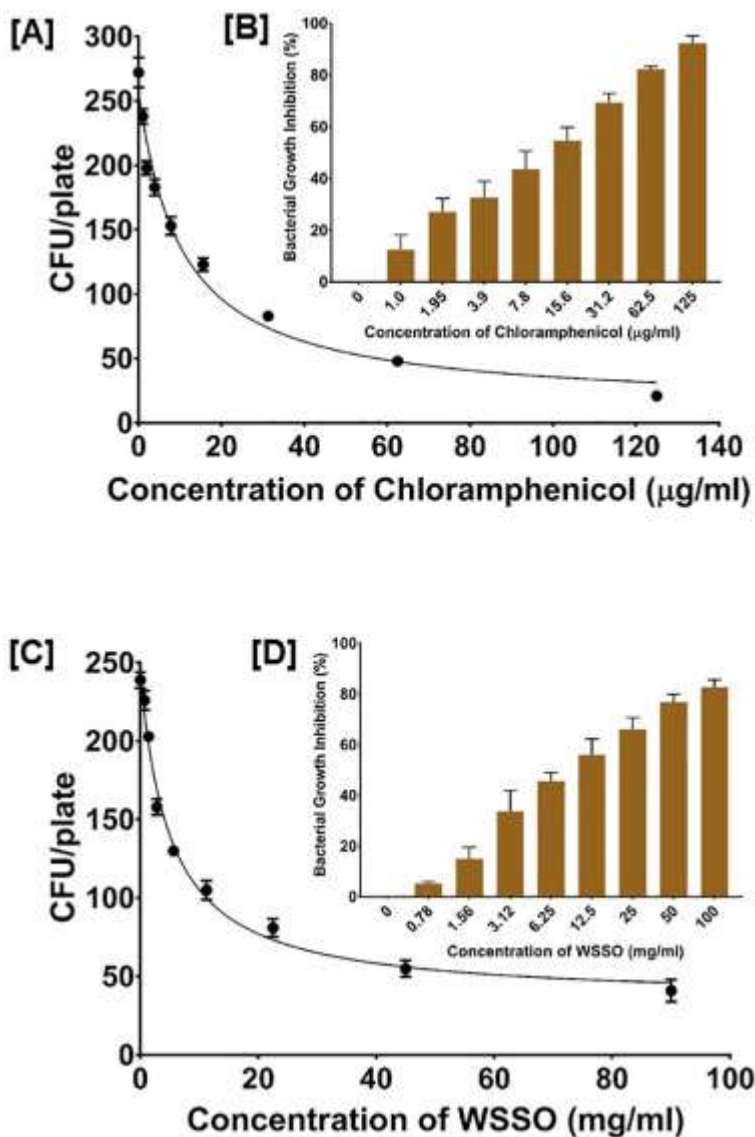 [A]
300
250
200
150
100
50
0
CFU/plate
0 20 40 60 80 100 120 140
Concentration of Chloramphenicol (μg/ml)
[B]
100
80
60
40
20
0
Bacterial Growth Inhibition (%)
0 1.0 1.95 3.9 7.8 15.6 31.2 62.5 125
Concentration of Chloramphenicol (μg/ml)
[C]
250
200
150
100
50
0
CFU/plate
0 20 40 60 80 100
Concentration of WSSO (mg/ml)
[D]
100
80
60
40
20
0
Bacterial Growth Inhibition (%)
0 0.78 1.56 3.12 6.25 12.5 25 50 100
Concentration of WSSO (mg/ml)